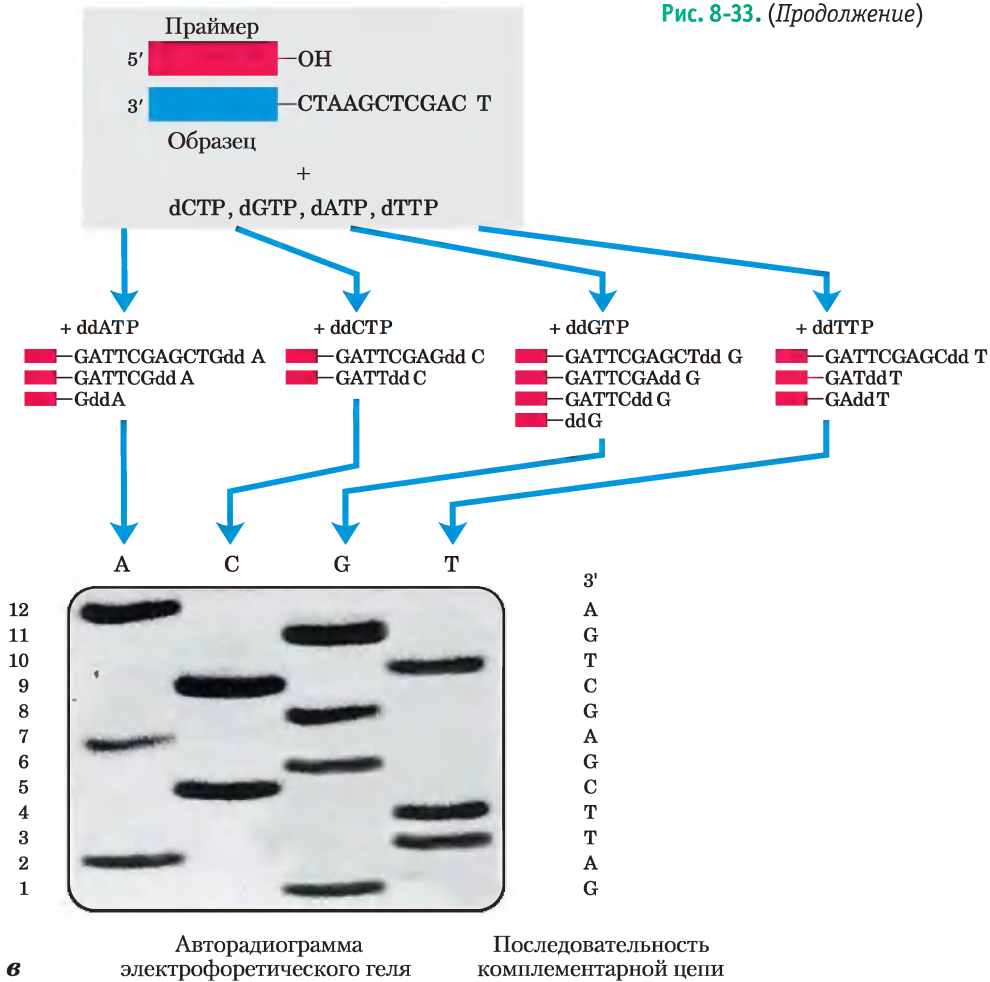 Рис. 8-33. (Продолжение)
Праймер
5′ –OH
3′ –CTAAGCTCGAC T
Образец
+
dCTP, dGTP, dATP, dTTP
+ ddATP
–GATTCGAGCTGdd A
–GATTCGdd A
–GddA
+ ddCTP
–GATTCGAGdd C
–GATTdd C
+ ddGTP
–GATTCGAGCTdd G
–GATTCGAdd G
–GATTCdd G
–ddG
+ ddTTP
–GATTCGAGCdd T
–GATddT
–GAddT
A C G T
3'
12 A
11 G
10 T
9 C
8 G
7 A
6 G
5 C
4 T
3 T
2 A
1 G
Авторадиограмма
электрофоретического геля
Последовательность
комплементарной цепи
в